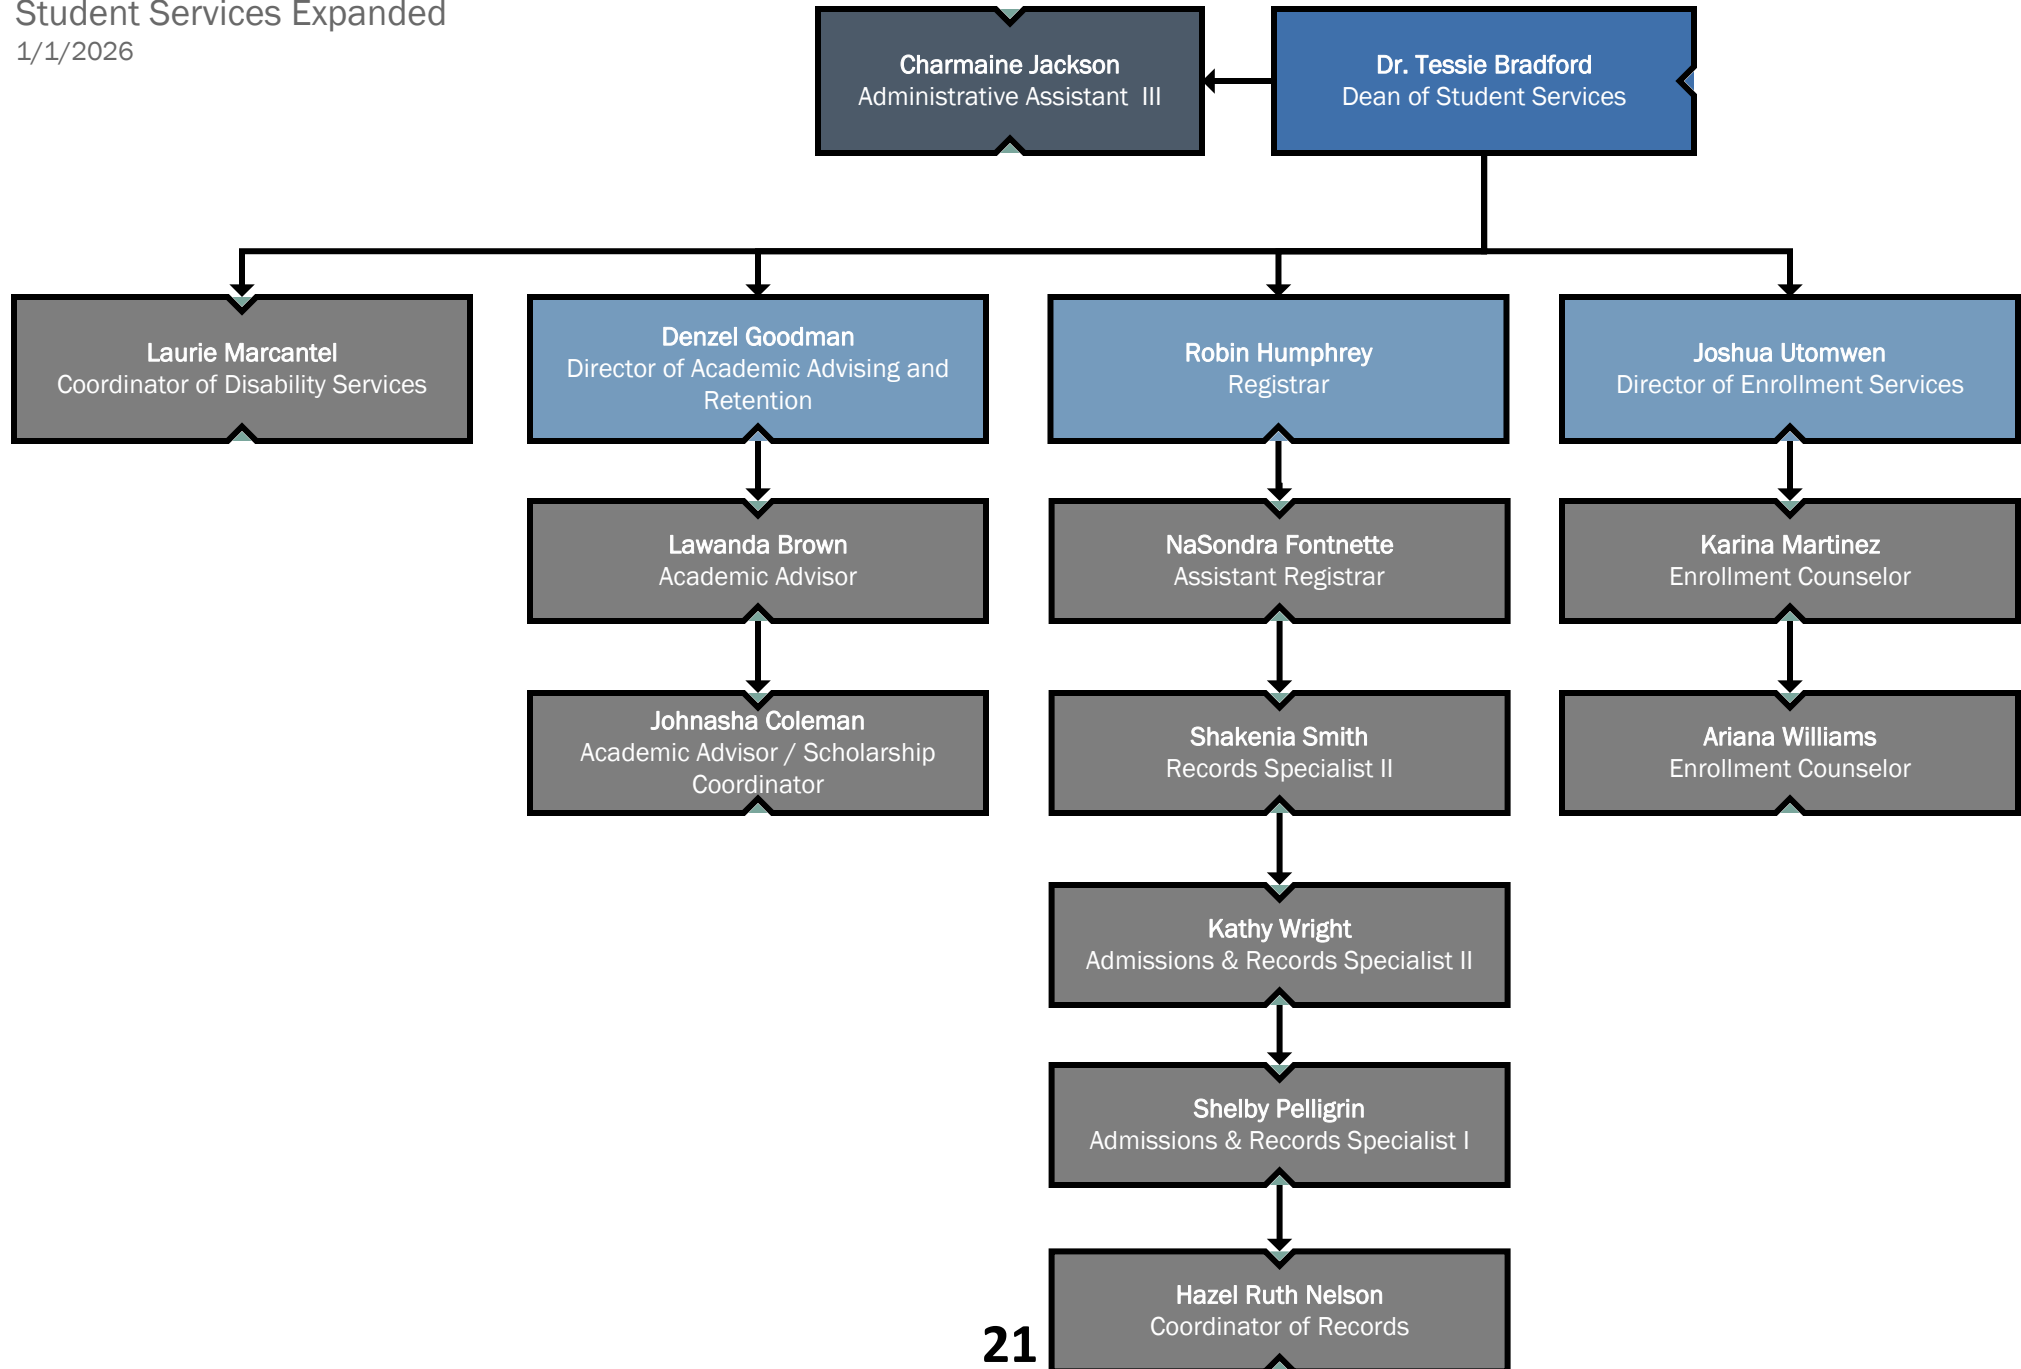 Student Services Expanded
1/1/2026
Charmaine Jackson
Administrative Assistant  III
Dr. Tessie Bradford
Dean of Student Services
Laurie Marcantel
Coordinator of Disability Services
Denzel Goodman
Director of Academic Advising and
Retention
Robin Humphrey
Registrar
Joshua Utomwen
Director of Enrollment Services
Lawanda Brown
Academic Advisor
NaSondra Fontnette
Assistant Registrar
Karina Martinez
Enrollment Counselor
Johnasha Coleman
Academic Advisor / Scholarship
Coordinator
Shakenia Smith
Records Specialist II
Ariana Williams
Enrollment Counselor
Kathy Wright
Admissions & Records Specialist II
Shelby Pelligrin
Admissions & Records Specialist I
Hazel Ruth Nelson
Coordinator of Records
21